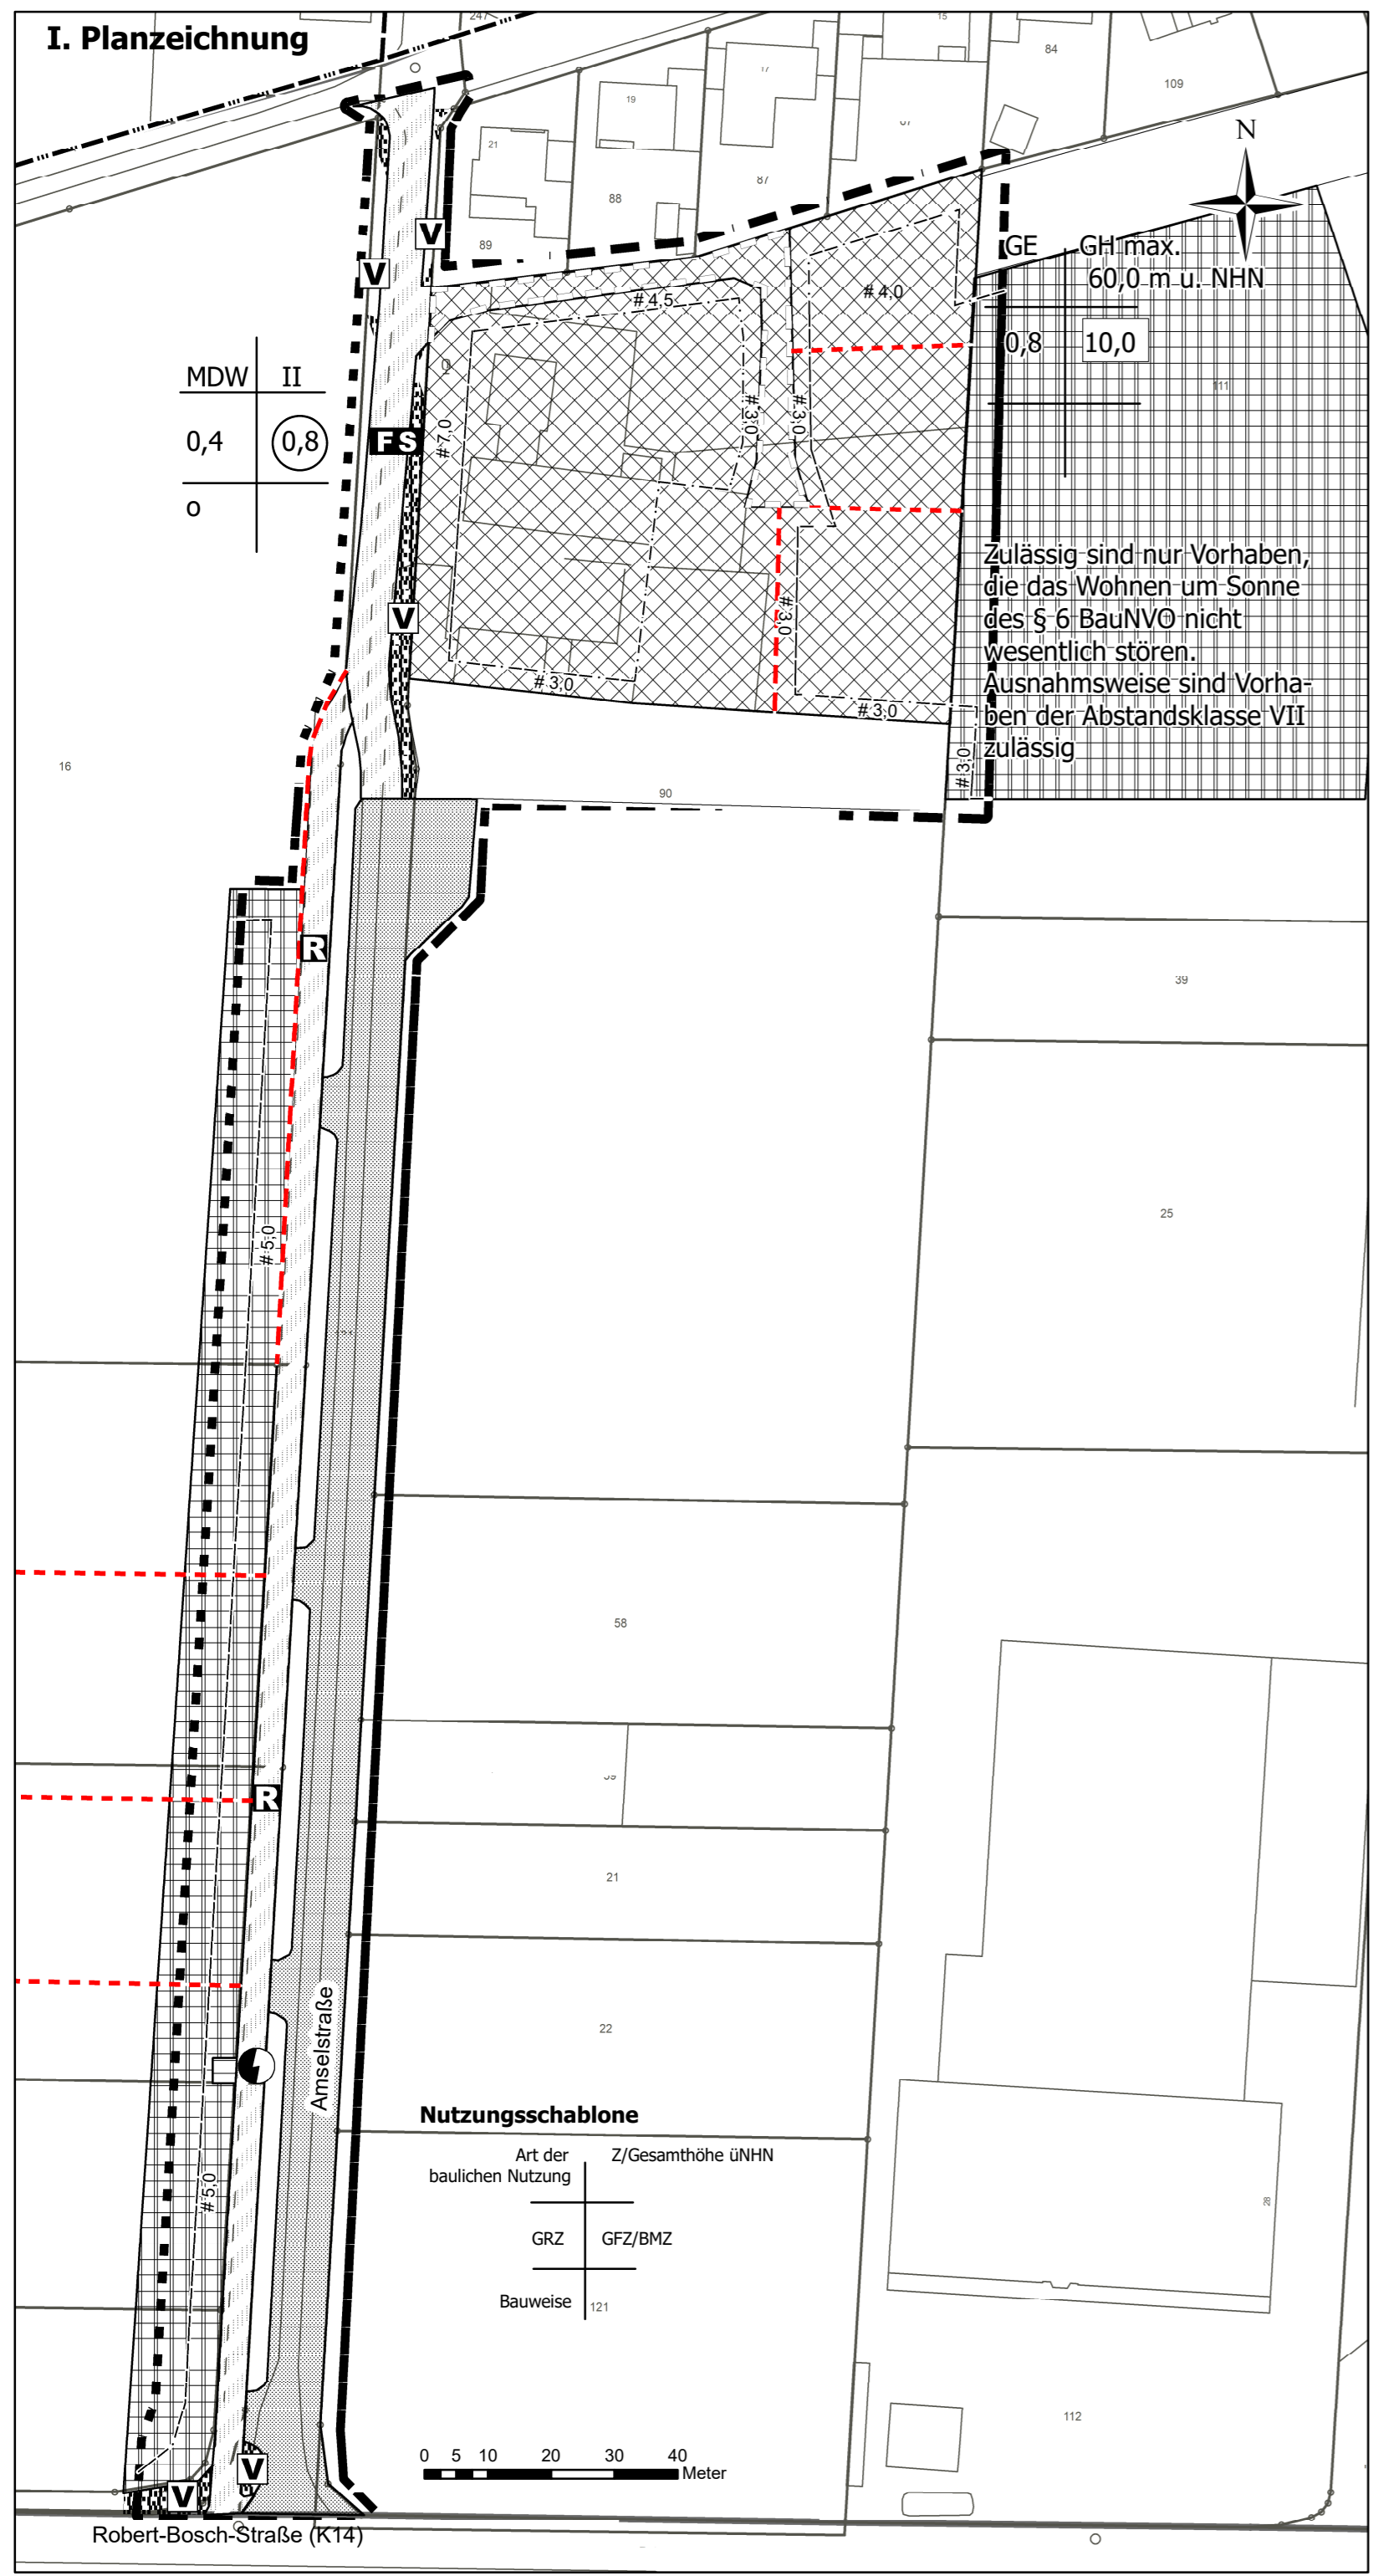 I. Planzeichnung
247
15
84
109
17
19
21
N
87
88
89
V
V
GE
GH max.
60,0 m u. NHN
# 4,5
# 4,0
0,8
10,0
111
MDW
II
0,4
0,8
o
FS
# 7,0
# 3,0
# 3,0
Zulässig sind nur Vorhaben,
die das Wohnen um Sonne
des § 6 BauNVO nicht
wesentlich stören.
Ausnahmsweise sind Vorha-
ben der Abstandsklasse VII
zulässig
V
# 3,0
# 3,0
# 3,0
# 3,0
16
90
R
39
# 5,0
25
58
R
21
22
Amselstraße
Nutzungsschablone
Art der
baulichen Nutzung
Z/Gesamthöhe üNHN
GRZ
GFZ/BMZ
Bauweise
121
# 5,0
28
112
0 5 10 20 30 40
Meter
V
V
Robert-Bosch-Straße (K14)